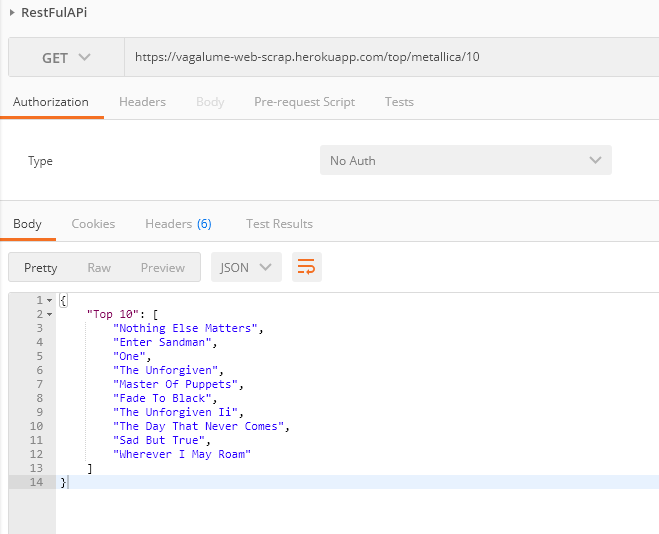 RestFulAPi
GET https://vagalume-web-scrap.herokuapp.com/top/metallica/10
Authorization Headers Body Pre-request Script Tests
Type No Auth
Body Cookies Headers (6) Test Results
Pretty Raw Preview JSON
1 {
2 "Top 10": [
3 "Nothing Else Matters",
4 "Enter Sandman",
5 "One",
6 "The Unforgiven",
7 "Master Of Puppets",
8 "Fade To Black",
9 "The Unforgiven Ii",
10 "The Day That Never Comes",
11 "Sad But True",
12 "Wherever I May Roam"
13 ]
14 }